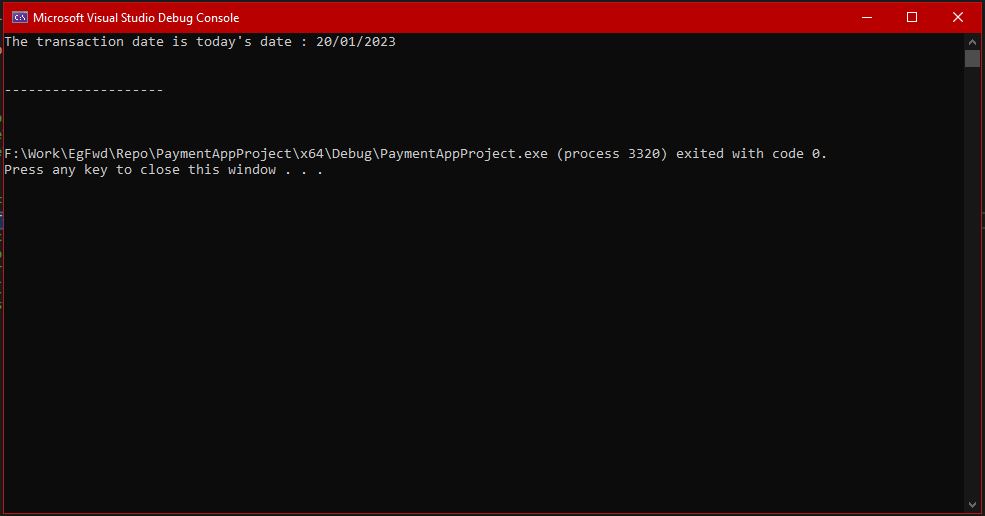 Microsoft Visual Studio Debug Console
The transaction date is today's date : 20/01/2023
--------------------
F:\Work\EgFwd\Repo\PaymentAppProject\x64\Debug\PaymentAppProject.exe (process 3320) exited with code 0.
Press any key to close this window . . .